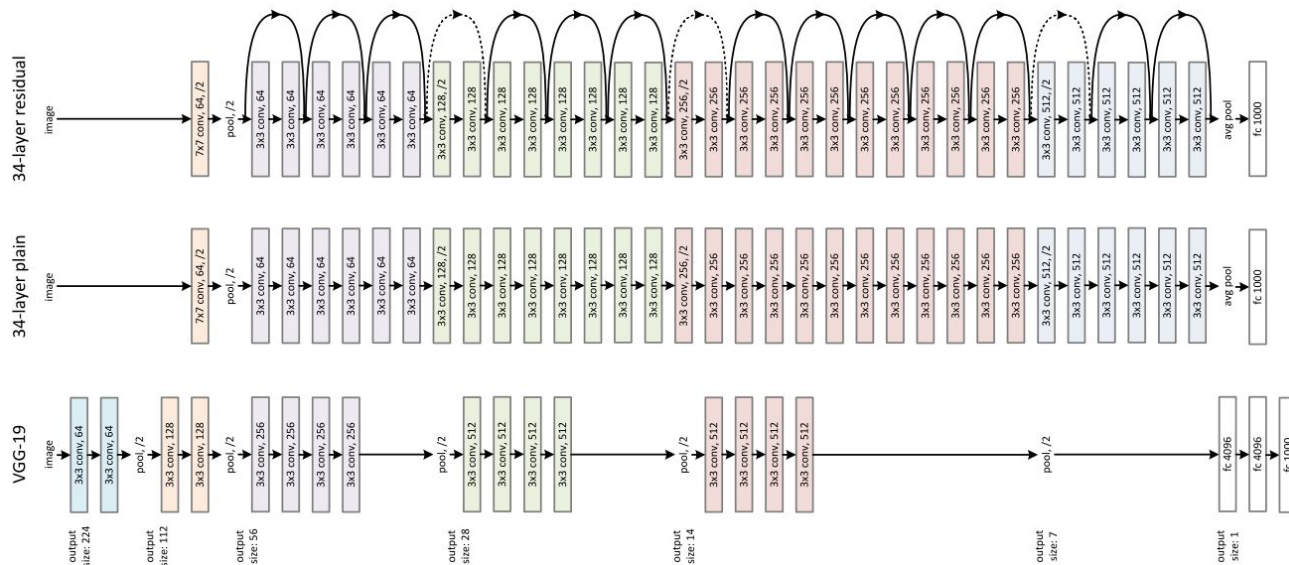 34-layer residual
image
7x7 conv, 64, /2
pool, /2
3x3 conv, 64
3x3 conv, 64
3x3 conv, 64
3x3 conv, 64
3x3 conv, 64
3x3 conv, 64
3x3 conv, 128, /2
3x3 conv, 128
3x3 conv, 128
3x3 conv, 128
3x3 conv, 128
3x3 conv, 128
3x3 conv, 128
3x3 conv, 128
3x3 conv, 256, /2
3x3 conv, 256
3x3 conv, 256
3x3 conv, 256
3x3 conv, 256
3x3 conv, 256
3x3 conv, 256
3x3 conv, 256
3x3 conv, 256
3x3 conv, 256
3x3 conv, 256
3x3 conv, 256
3x3 conv, 512, /2
3x3 conv, 512
3x3 conv, 512
3x3 conv, 512
3x3 conv, 512
3x3 conv, 512
avg pool
fc 1000
34-layer plain
image
7x7 conv, 64, /2
pool, /2
3x3 conv, 64
3x3 conv, 64
3x3 conv, 64
3x3 conv, 64
3x3 conv, 64
3x3 conv, 64
3x3 conv, 128, /2
3x3 conv, 128
3x3 conv, 128
3x3 conv, 128
3x3 conv, 128
3x3 conv, 128
3x3 conv, 128
3x3 conv, 128
3x3 conv, 256, /2
3x3 conv, 256
3x3 conv, 256
3x3 conv, 256
3x3 conv, 256
3x3 conv, 256
3x3 conv, 256
3x3 conv, 256
3x3 conv, 256
3x3 conv, 256
3x3 conv, 256
3x3 conv, 256
3x3 conv, 512, /2
3x3 conv, 512
3x3 conv, 512
3x3 conv, 512
3x3 conv, 512
3x3 conv, 512
avg pool
fc 1000
VGG-19
image
3x3 conv, 64
3x3 conv, 64
pool, /2
3x3 conv, 128
3x3 conv, 128
pool, /2
3x3 conv, 256
3x3 conv, 256
3x3 conv, 256
3x3 conv, 256
pool, /2
3x3 conv, 512
3x3 conv, 512
3x3 conv, 512
3x3 conv, 512
pool, /2
3x3 conv, 512
3x3 conv, 512
3x3 conv, 512
3x3 conv, 512
pool, /2
fc 4096
fc 4096
fc 1000
output
size: 224
output
size: 112
output
size: 56
output
size: 28
output
size: 14
output
size: 7
output
size: 1